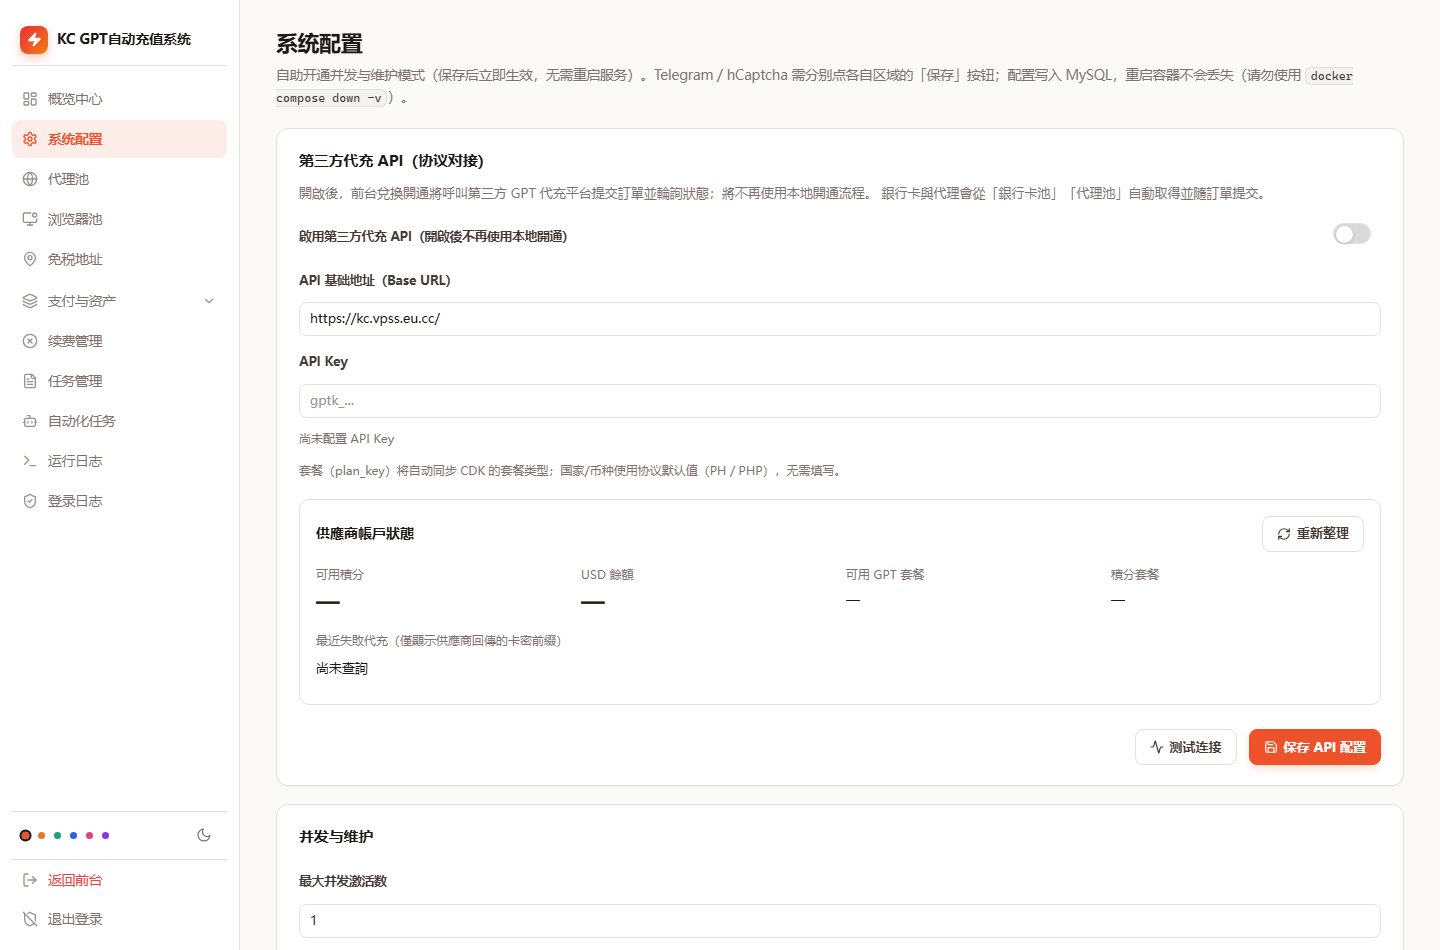 KC GPT自动充值系统
概览中心
系统配置
代理池
浏览器池
免税地址
支付与资产
续费管理
任务管理
自动化任务
运行日志
登录日志
返回前台
退出登录
系统配置
自助开通并发与维护模式（保存后立即生效，无需重启服务）。Telegram / hCaptcha 需分别点各自区域的「保存」按钮；配置写入 MySQL，重启容器不会丢失（请勿使用 docker
compose down -v）。
第三方代充 API（协议对接）
開啟後，前台兌換開通將呼叫第三方 GPT 代充平台提交訂單並輪詢狀態；將不再使用本地開通流程。 銀行卡與代理會從「銀行卡池」「代理池」自動取得並隨訂單提交。
啟用第三方代充 API（開啟後不再使用本地開通）
API 基础地址（Base URL）
https://kc.vpss.eu.cc/
API Key
gptk_...
尚未配置 API Key
套餐（plan_key）将自动同步 CDK 的套餐类型；国家/币种使用协议默认值（PH / PHP），无需填写。
供應商帳戶狀態
重新整理
可用積分
USD 餘額
可用 GPT 套餐
積分套餐
—
—
—
—
最近失敗代充（僅顯示供應商回傳的卡密前綴）
尚未查詢
测试连接
保存 API 配置
并发与维护
最大并发激活数
1